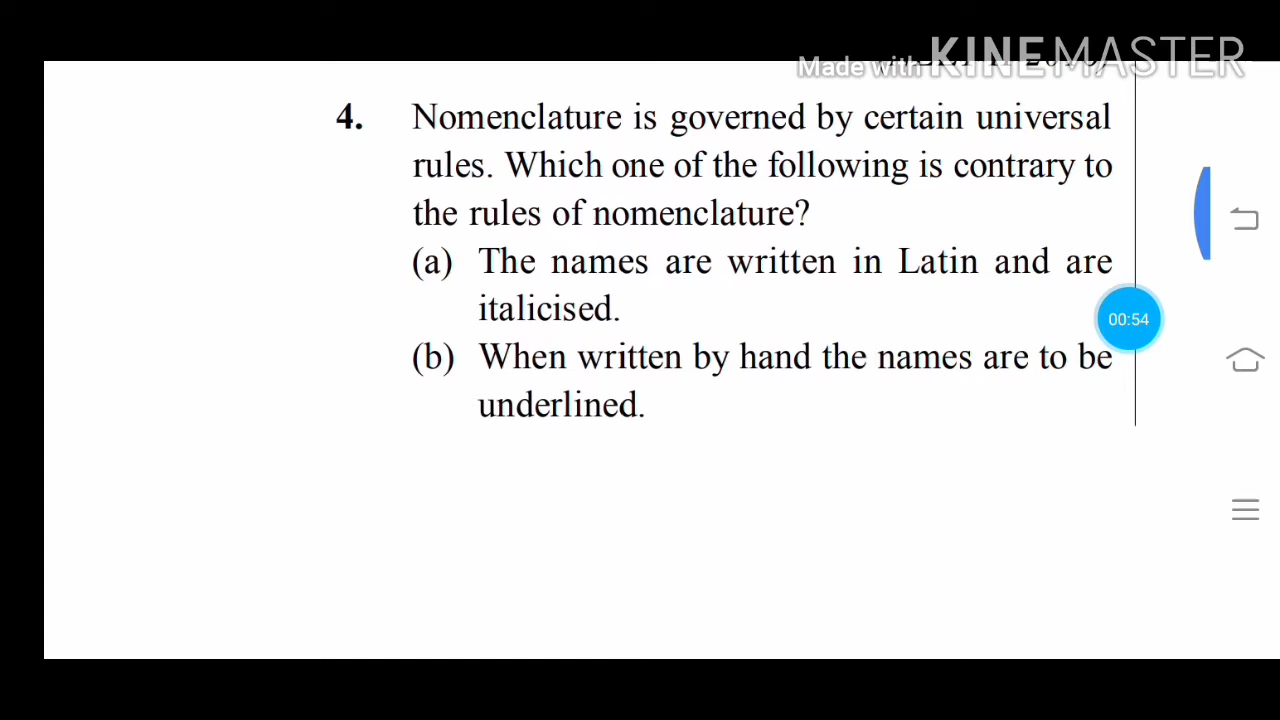 Made with KINEMASTER
4. Nomenclature is governed by certain universal
rules. Which one of the following is contrary to
the rules of nomenclature?
(a) The names are written in Latin and are
italicised.
00:54
(b) When written by hand the names are to be
underlined.